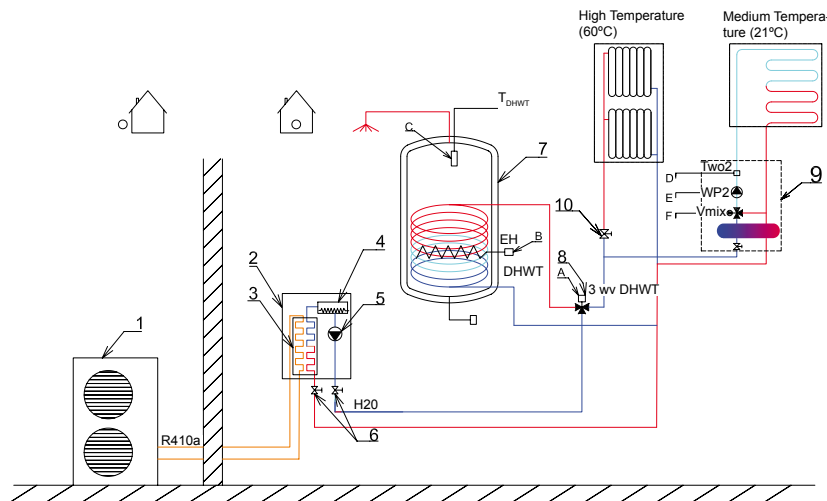 High Temperature
(60ºC)
Medium Tempera-
ture (21ºC)
TDHWT
C
7
D
Two2
9
E
WP2
F
Vmixe
10
EH
B
8
DHWT
A
3 wv DHWT
2
4
3
5
1
H20
6
R410a